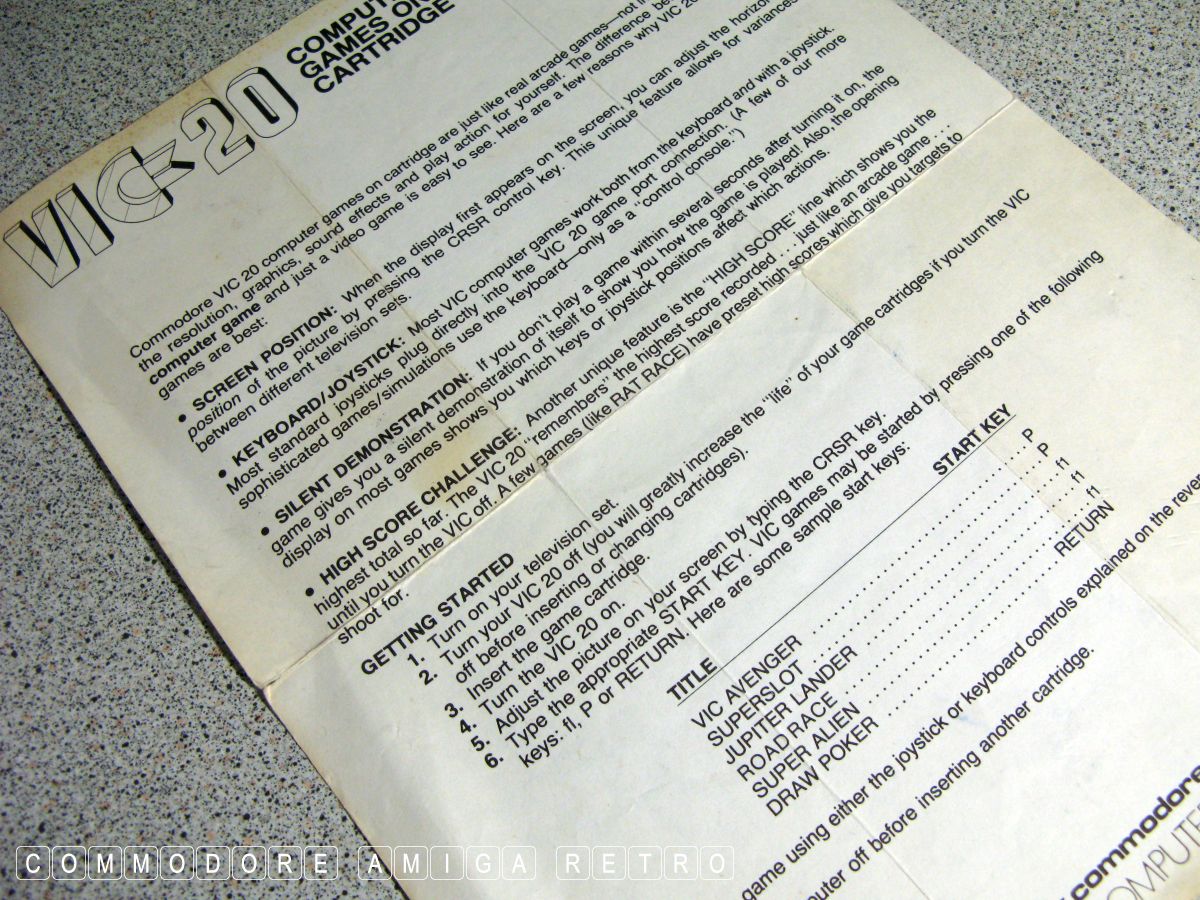 VIC-20
COMPUT
GAMES ON
CARTRIDGE
Commodore VIC 20 computer games on cartridge are just like real arcade games—not
the resolution, graphics, sound effects and play action for yourself. The difference
computer game and just a video game is easy to see. Here are a few reasons why VIC 20
games are best:
• SCREEN POSITION: When the display first appears on the screen, you can adjust the
position of the picture by pressing the CRSR control key. This unique feature allows for variances
between different television sets.
• KEYBOARD/JOYSTICK: Most VIC computer games work both from the keyboard and with a joystick.
Most standard joysticks plug directly into the VIC 20 game port connection. (A few of our more
sophisticated games/simulations use the keyboard—only as a "control console.")
• SILENT DEMONSTRATION: If you don't play a game within several seconds after turning it on, the
game gives you a silent demonstration of itself to show you how the game is played! Also, the opening
display on most games shows you which keys or joystick positions affect which actions.
• HIGH SCORE CHALLENGE: Another unique feature is the "HIGH SCORE" line which shows you the
highest total so far. The VIC 20 "remembers" the highest score recorded . . . just like an arcade game . . .
until you turn the VIC off. A few games (like RAT RACE) have preset high scores which give you targets to
shoot for.
GETTING STARTED
1. Turn on your television set.
2. Turn your VIC 20 off (you will greatly increase the "life" of your game cartridges if you turn the VIC
off before inserting or changing cartridges).
3. Insert the game cartridge.
4. Turn the VIC 20 on.
5. Adjust the picture on your screen by typing the CRSR key.
6. Type the appropriate START KEY. VIC games may be started by pressing one of the following
keys: fl, P or RETURN. Here are some sample start keys:
TITLE START KEY
VIC AVENGER . . . . . . . . . . P
SUPERSLOT . . . . . . . . . . P
JUPITER LANDER . . . . . . . . . . f1
ROAD RACE . . . . . . . . . . f1
SUPER ALIEN . . . . . . . . . . f1
DRAW POKER . . . . . . . . . . RETURN
game using either the joystick or keyboard controls explained on the
puter off before inserting another cartridge.
commodore
COMPUTE
COMMODORE AMIGA RETRO